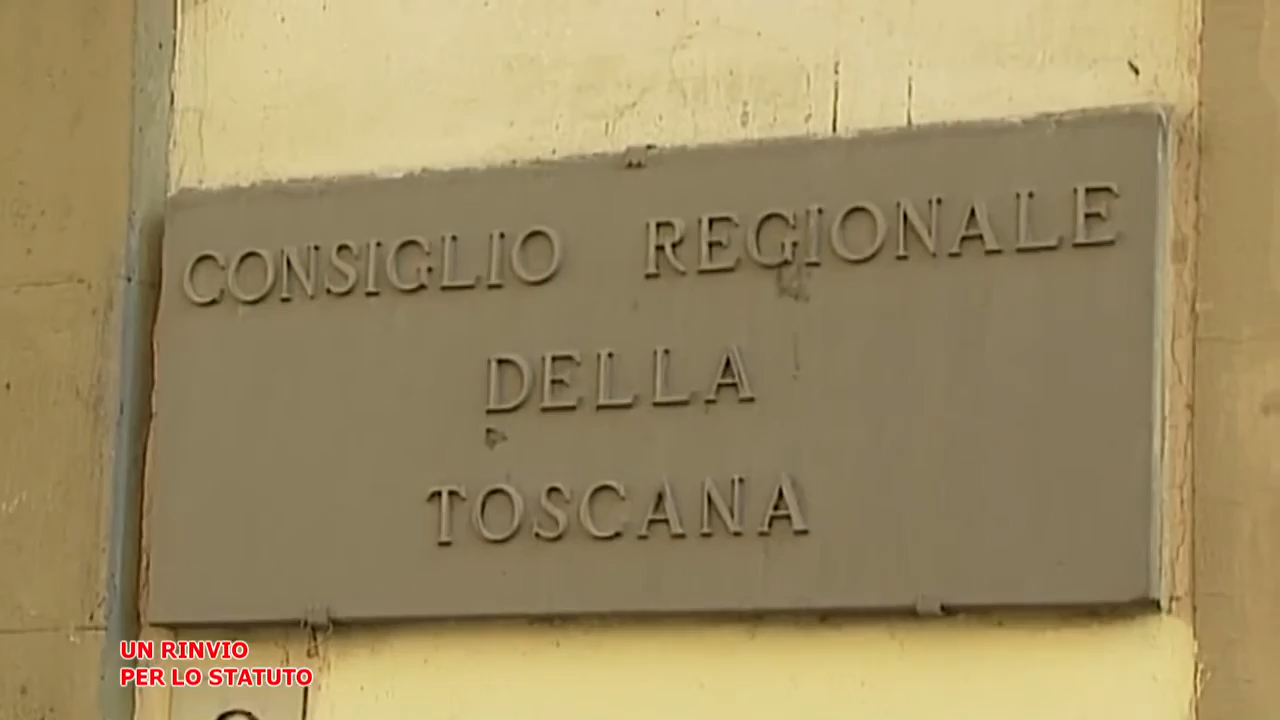 CONSIGLIO REGIONALE
DELLA
TOSCANA
UN RINVIO
PER LO STATUTO